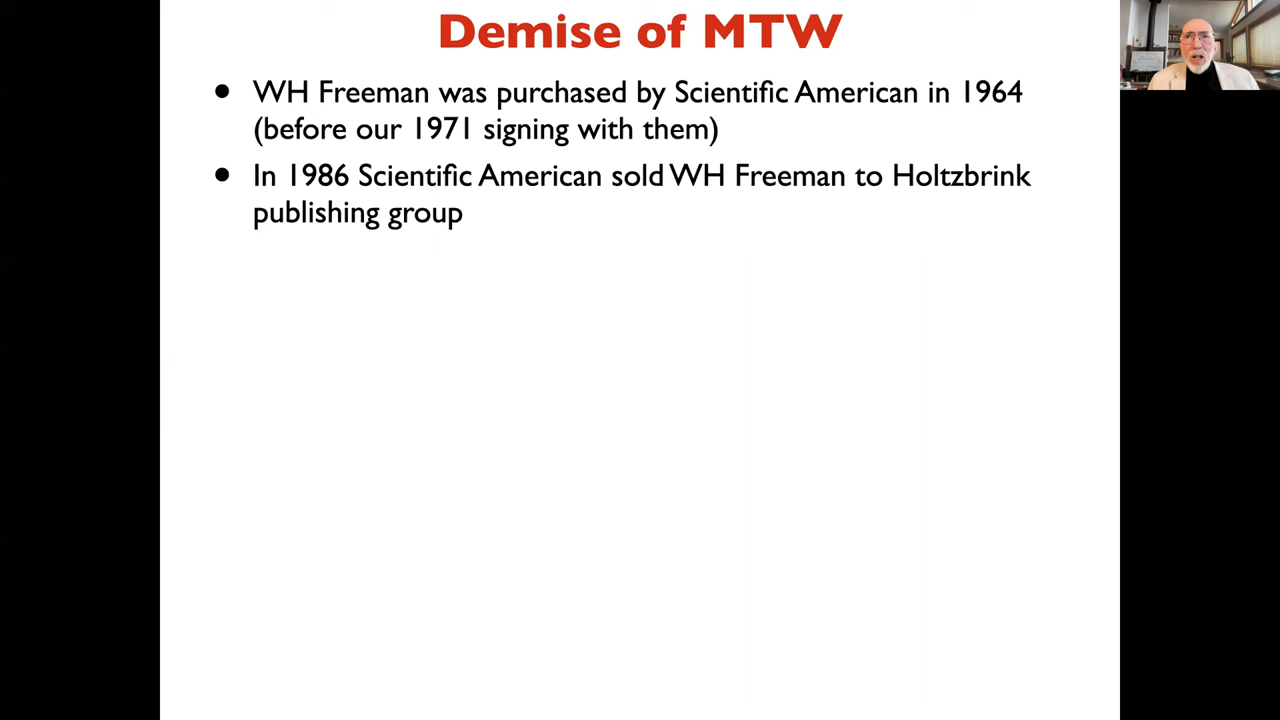 Demise of MTW
• WH Freeman was purchased by Scientific American in 1964
(before our 1971 signing with them)
• In 1986 Scientific American sold WH Freeman to Holtzbrink
publishing group